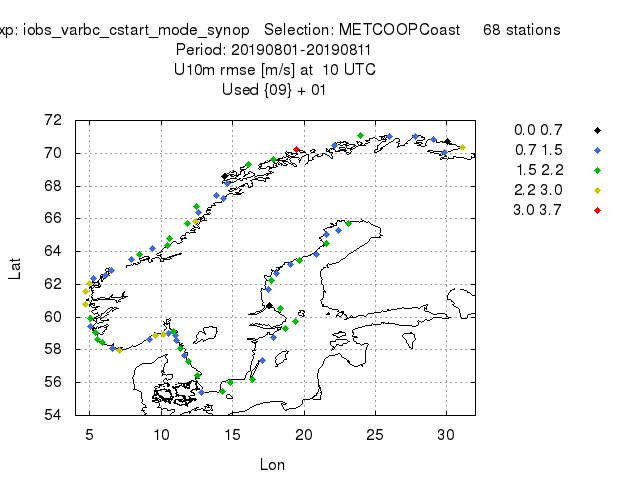 xp: iobs_varbc_cstart_mode_synop Selection: METCOOPCoast 68 stations
Period: 20190801-20190811
U10m rmse [m/s] at 10 UTC
Used {09} + 01
72
70
68
66
64
62
60
58
56
54
5 10 15 20 25 30
Lat
Lon
0.0 0.7
0.7 1.5
1.5 2.2
2.2 3.0
3.0 3.7